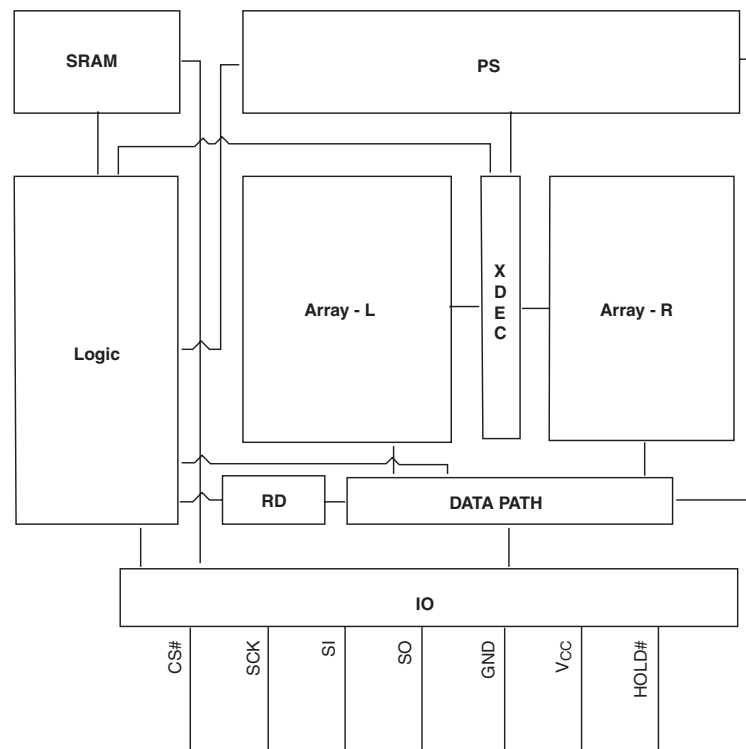 SRAM
PS
X
D
E
C
Array - L
Array - R
Logic
RD
DATA PATH
IO
CS#
SCK
SI
SO
GND
VCC
HOLD#